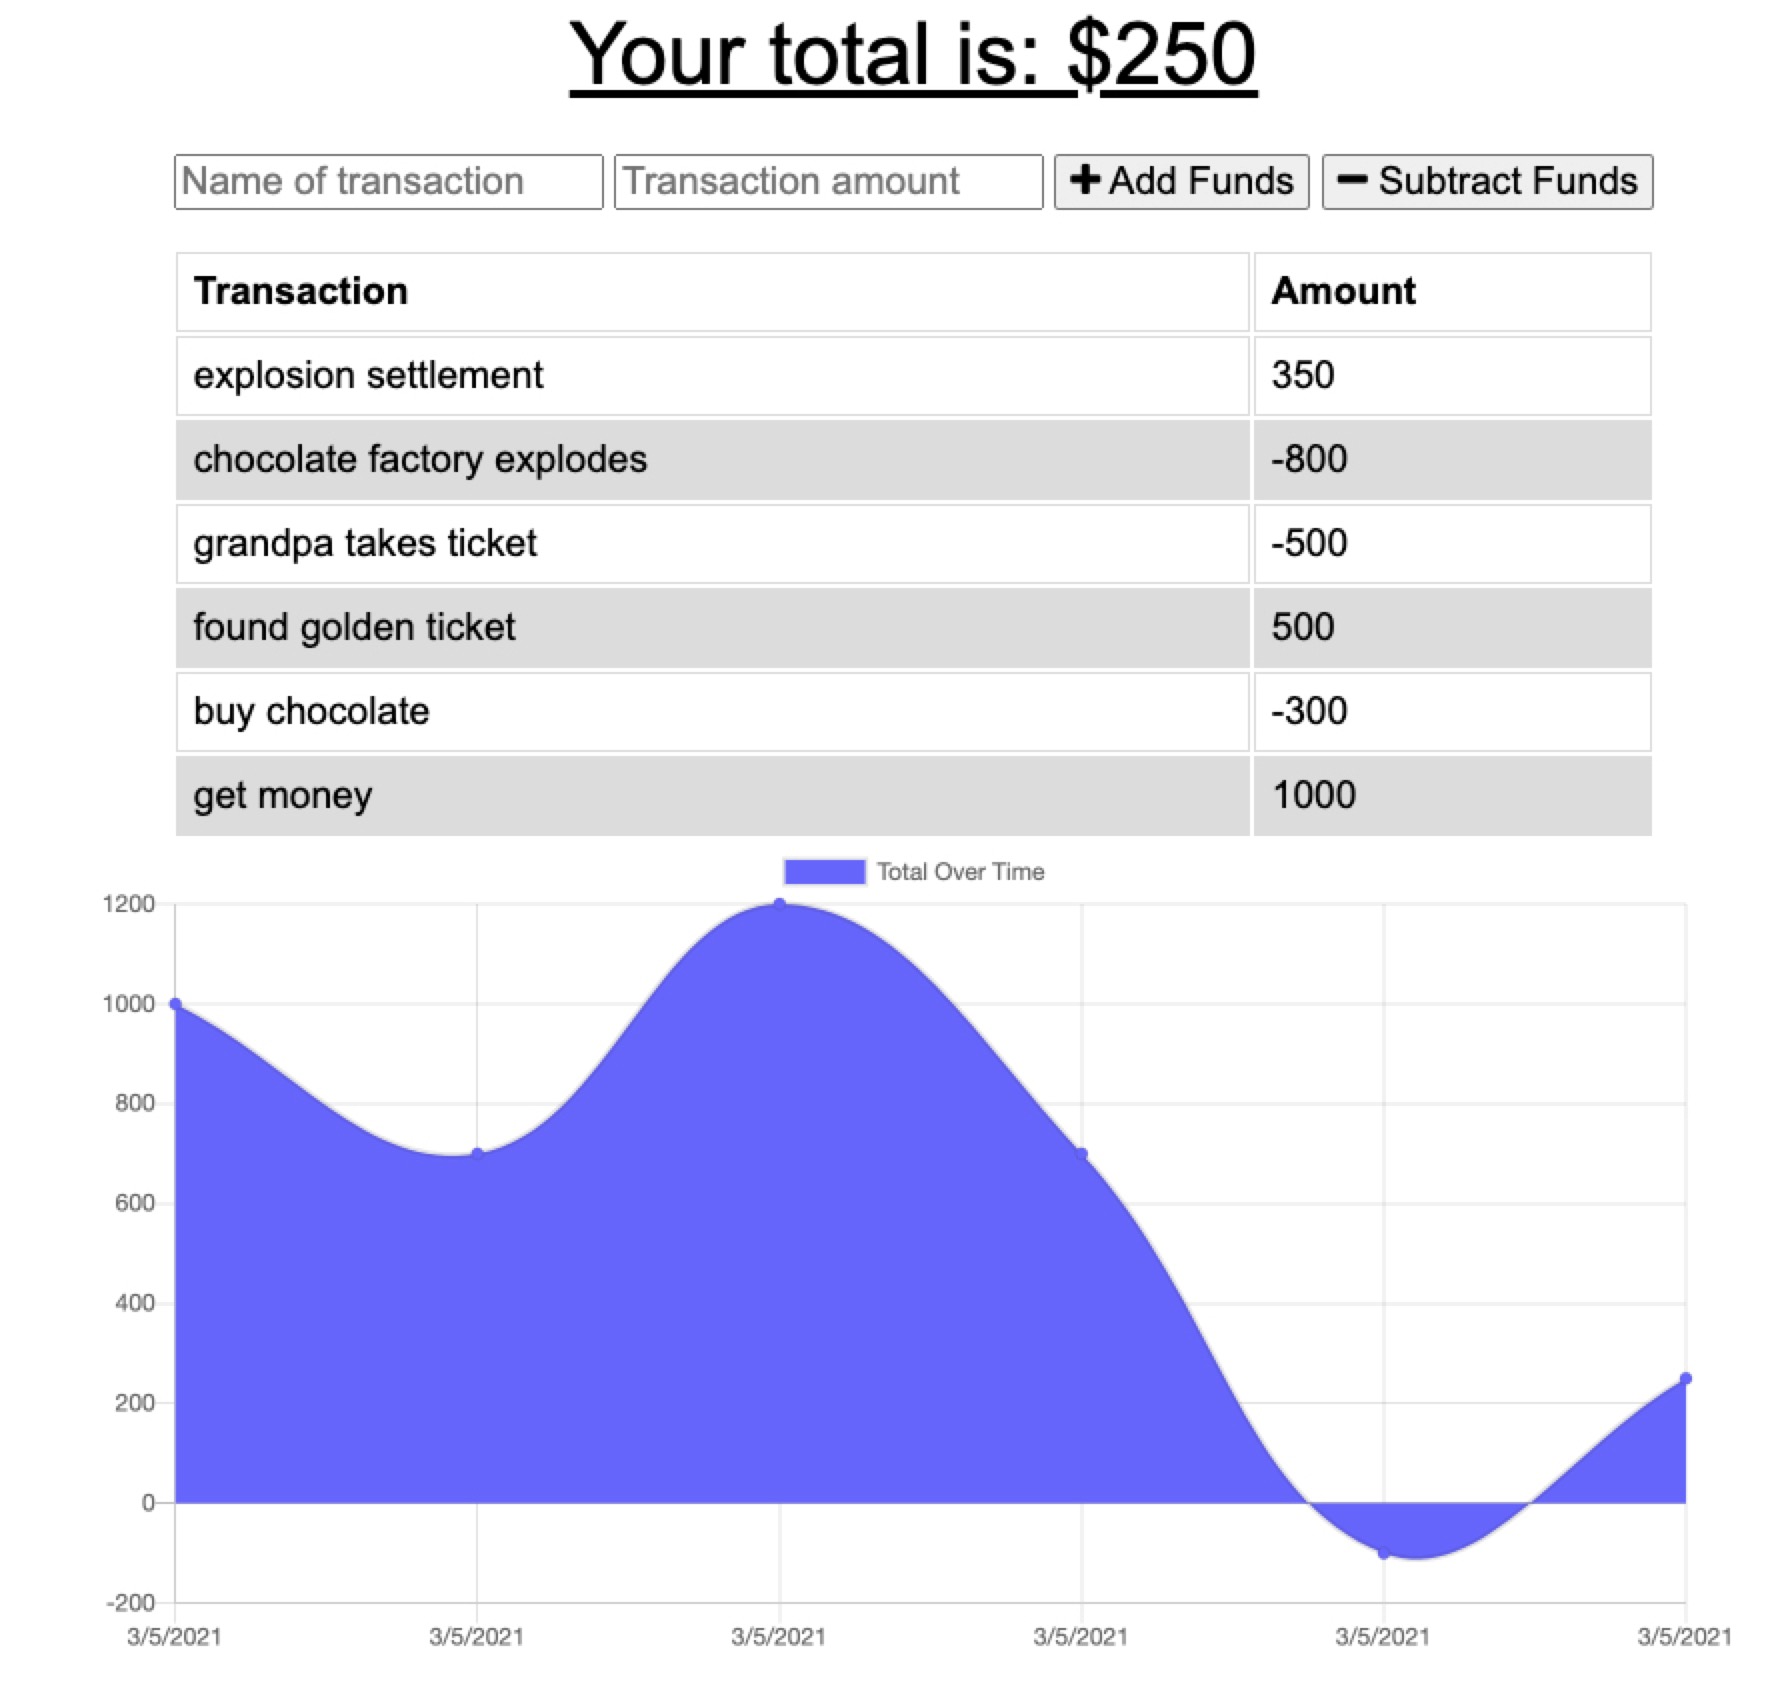 Your total is: $250
Name of transaction Transaction amount + Add Funds − Subtract Funds
Transaction Amount
explosion settlement 350
chocolate factory explodes -800
grandpa takes ticket -500
found golden ticket 500
buy chocolate -300
get money 1000
Total Over Time
1200
1000
800
600
400
200
0
-200
3/5/2021 3/5/2021 3/5/2021 3/5/2021 3/5/2021 3/5/2021